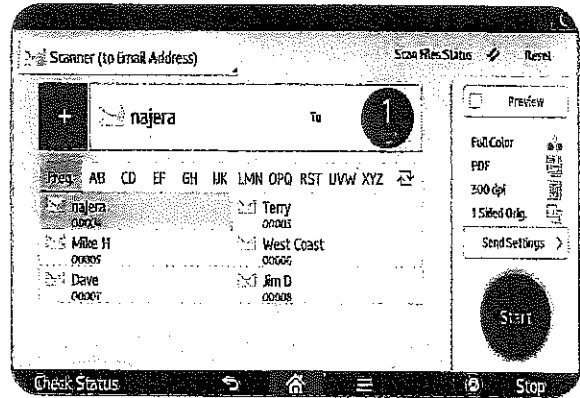 Scanner (to Email Address)
Scan Files Status
Reset
+
najera
To
1
Preview
Full Color
PDF
300 dpi
1 Sided Orig.
Send Settings >
Start
Freq. AB CD EF GH IJK LMN OPQ RST UVW XYZ
najera
00004
Terry
00003
Mike H
00005
West Coast
00006
Dave
00007
Jim D
00008
Check Status
Stop